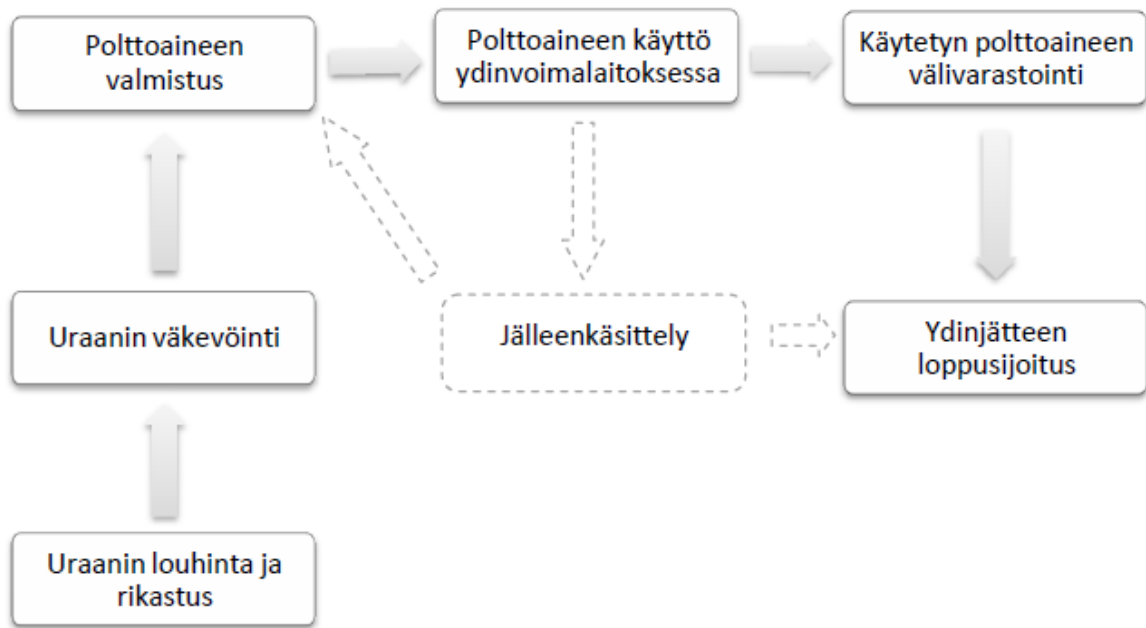 Polttoaineen
valmistus
Polttoaineen käyttö
ydinvoimalaitoksessa
Käytetyn polttoaineen
välivarastointi
Uraanin väkevöinti
Jälleenkäsittely
Ydinjätteen
loppusijoitus
Uraanin louhinta ja
rikastus